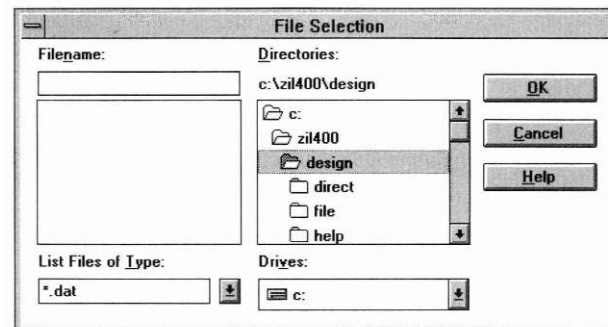 File Selection
Filename:
Directories:
c:\zil400\design
c:
zil400
design
direct
file
help
OK
Cancel
Help
List Files of Type:
*.dat
Drives:
c: